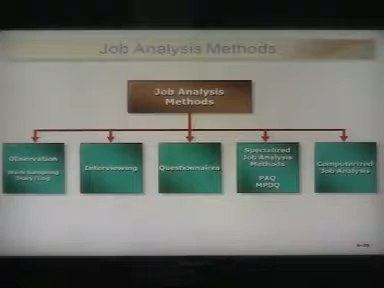 Job Analysis Methods
Job Analysis
Methods
Observation
Work Sampling
Diary/Log
Interviewing
Questionnaires
Specialized
Job Analysis
Methods
PAQ
MPDQ
Computerized
Job Analysis